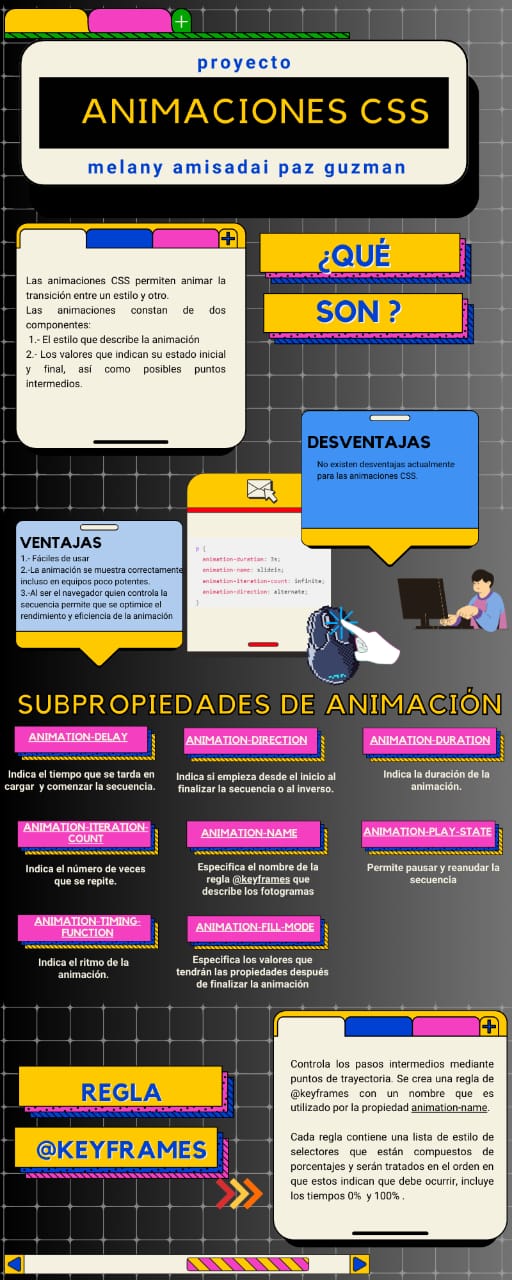 proyecto
ANIMACIONES CSS
melany amisadai paz guzman
¿QUÉ
SON ?
Las animaciones CSS permiten animar la
transición entre un estilo y otro.
Las animaciones constan de dos
componentes:
1.- El estilo que describe la animación
2.- Los valores que indican su estado inicial
y final, así como posibles puntos
intermedios.
DESVENTAJAS
No existen desventajas actualmente
para las animaciones CSS.
VENTAJAS
1.- Fáciles de usar
2.-La animación se muestra correctamente
incluso en equipos poco potentes.
3.-Al ser el navegador quien controla la
secuencia permite que se optimice el
rendimiento y eficiencia de la animación
p {
animation-duration: 3s;
animation-name: slidein;
animation-iteration-count: infinite;
animation-direction: alternate;
}
SUBPROPIEDADES DE ANIMACIÓN
ANIMATION-DELAY
Indica el tiempo que se tarda en
cargar y comenzar la secuencia.
ANIMATION-DIRECTION
Indica si empieza desde el inicio al
finalizar la secuencia o al inverso.
ANIMATION-DURATION
Indica la duración de la
animación.
ANIMATION-ITERATION-
COUNT
Indica el número de veces
que se repite.
ANIMATION-NAME
Especifica el nombre de la
regla @keyframes que
describe los fotogramas
ANIMATION-PLAY-STATE
Permite pausar y reanudar la
secuencia
ANIMATION-TIMING-
FUNCTION
Indica el ritmo de la
animación.
ANIMATION-FILL-MODE
Especifica los valores que
tendrán las propiedades después
de finalizar la animación
REGLA
@KEYFRAMES
Controla los pasos intermedios mediante
puntos de trayectoria. Se crea una regla de
@keyframes con un nombre que es
utilizado por la propiedad animation-name.
Cada regla contiene una lista de estilo de
selectores que están compuestos de
porcentajes y serán tratados en el orden en
que estos indican que debe ocurrir, incluye
los tiempos 0% y 100% .